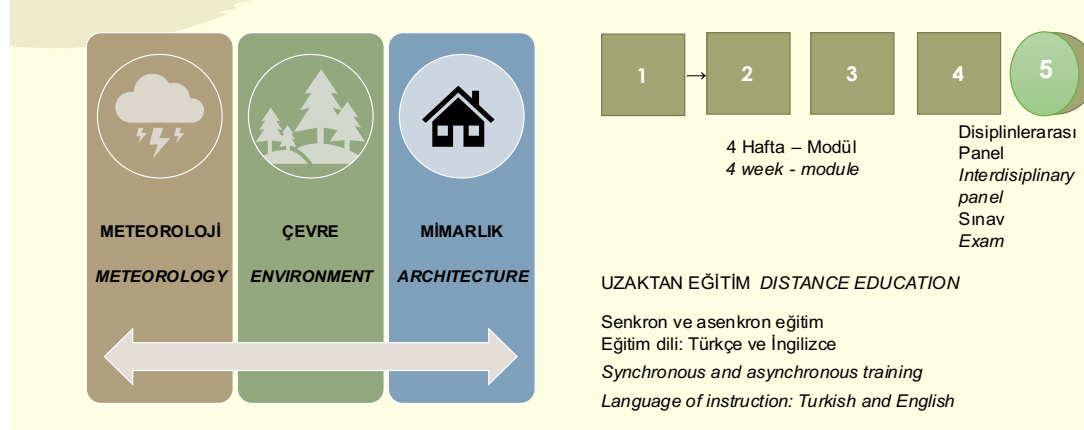 METEOROLOJİ
METEOROLOGY
ÇEVRE
ENVIRONMENT
MİMARLIK
ARCHITECTURE
1 → 2 3 4 5
4 Hafta – Modül
4 week - module
Disiplinlerarası
Panel
Interdisiplinary
panel
Sınav
Exam
UZAKTAN EĞİTİM DISTANCE EDUCATION
Senkron ve asenkron eğitim
Eğitim dili: Türkçe ve İngilizce
Synchronous and asynchronous training
Language of instruction: Turkish and English